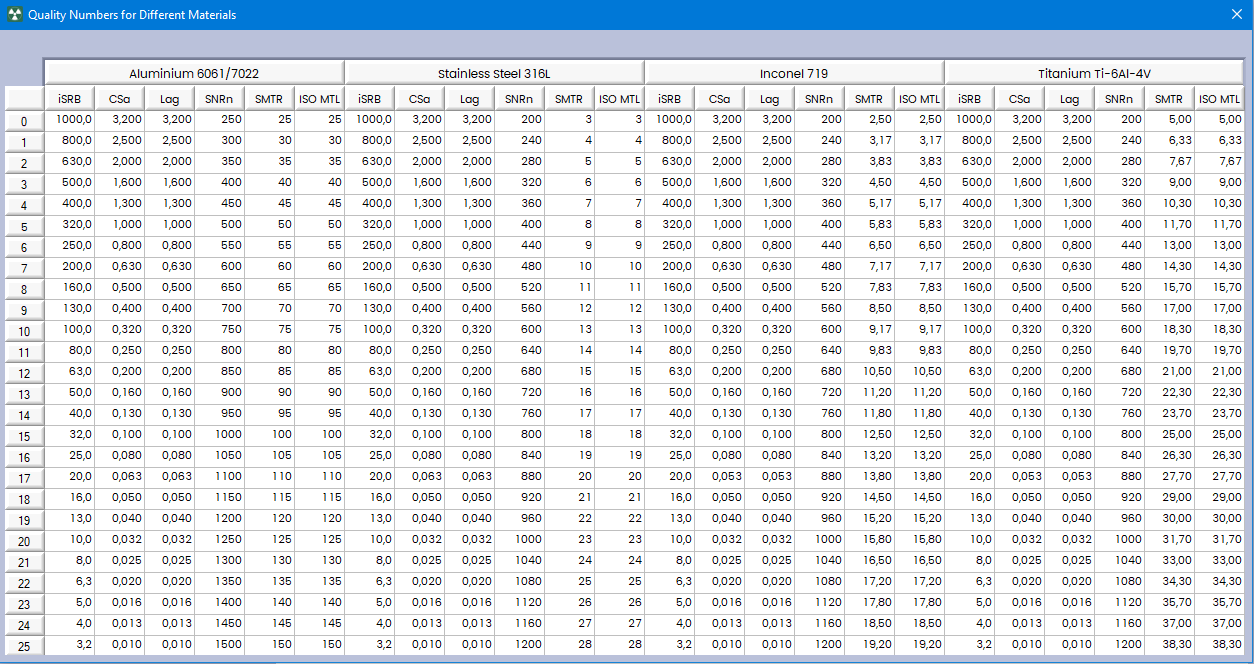 Quality Numbers for Different Materials
Aluminium 6061/7022 Stainless Steel 316L Inconel 719 Titanium Ti-6Al-4V
iSRB CSa Lag SNRn SMTR ISO MTL iSRB CSa Lag SNRn SMTR ISO MTL iSRB CSa Lag SNRn SMTR ISO MTL iSRB CSa Lag SNRn SMTR ISO MTL
0 1000,0 3,200 3,200 250 25 25 1000,0 3,200 3,200 200 3 3 1000,0 3,200 3,200 200 2,50 2,50 1000,0 3,200 3,200 200 5,00 5,00
1 800,0 2,500 2,500 300 30 30 800,0 2,500 2,500 240 4 4 800,0 2,500 2,500 240 3,17 3,17 800,0 2,500 2,500 240 6,33 6,33
2 630,0 2,000 2,000 350 35 35 630,0 2,000 2,000 280 5 5 630,0 2,000 2,000 280 3,83 3,83 630,0 2,000 2,000 280 7,67 7,67
3 500,0 1,600 1,600 400 40 40 500,0 1,600 1,600 320 6 6 500,0 1,600 1,600 320 4,50 4,50 500,0 1,600 1,600 320 9,00 9,00
4 400,0 1,300 1,300 450 45 45 400,0 1,300 1,300 360 7 7 400,0 1,300 1,300 360 5,17 5,17 400,0 1,300 1,300 360 10,30 10,30
5 320,0 1,000 1,000 500 50 50 320,0 1,000 1,000 400 8 8 320,0 1,000 1,000 400 5,83 5,83 320,0 1,000 1,000 400 11,70 11,70
6 250,0 0,800 0,800 550 55 55 250,0 0,800 0,800 440 9 9 250,0 0,800 0,800 440 6,50 6,50 250,0 0,800 0,800 440 13,00 13,00
7 200,0 0,630 0,630 600 60 60 200,0 0,630 0,630 480 10 10 200,0 0,630 0,630 480 7,17 7,17 200,0 0,630 0,630 480 14,30 14,30
8 160,0 0,500 0,500 650 65 65 160,0 0,500 0,500 520 11 11 160,0 0,500 0,500 520 7,83 7,83 160,0 0,500 0,500 520 15,70 15,70
9 130,0 0,400 0,400 700 70 70 130,0 0,400 0,400 560 12 12 130,0 0,400 0,400 560 8,50 8,50 130,0 0,400 0,400 560 17,00 17,00
10 100,0 0,320 0,320 750 75 75 100,0 0,320 0,320 600 13 13 100,0 0,320 0,320 600 9,17 9,17 100,0 0,320 0,320 600 18,30 18,30
11 80,0 0,250 0,250 800 80 80 80,0 0,250 0,250 640 14 14 80,0 0,250 0,250 640 9,83 9,83 80,0 0,250 0,250 640 19,70 19,70
12 63,0 0,200 0,200 850 85 85 63,0 0,200 0,200 680 15 15 63,0 0,200 0,200 680 10,50 10,50 63,0 0,200 0,200 680 21,00 21,00
13 50,0 0,160 0,160 900 90 90 50,0 0,160 0,160 720 16 16 50,0 0,160 0,160 720 11,20 11,20 50,0 0,160 0,160 720 22,30 22,30
14 40,0 0,130 0,130 950 95 95 40,0 0,130 0,130 760 17 17 40,0 0,130 0,130 760 11,80 11,80 40,0 0,130 0,130 760 23,70 23,70
15 32,0 0,100 0,100 1000 100 100 32,0 0,100 0,100 800 18 18 32,0 0,100 0,100 800 12,50 12,50 32,0 0,100 0,100 800 25,00 25,00
16 25,0 0,080 0,080 1050 105 105 25,0 0,080 0,080 840 19 19 25,0 0,080 0,080 840 13,20 13,20 25,0 0,080 0,080 840 26,30 26,30
17 20,0 0,063 0,063 1100 110 110 20,0 0,063 0,063 880 20 20 20,0 0,053 0,053 880 13,80 13,80 20,0 0,053 0,053 880 27,70 27,70
18 16,0 0,050 0,050 1150 115 115 16,0 0,050 0,050 920 21 21 16,0 0,050 0,050 920 14,50 14,50 16,0 0,050 0,050 920 29,00 29,00
19 13,0 0,040 0,040 1200 120 120 13,0 0,040 0,040 960 22 22 13,0 0,040 0,040 960 15,20 15,20 13,0 0,040 0,040 960 30,00 30,00
20 10,0 0,032 0,032 1250 125 125 10,0 0,032 0,032 1000 23 23 10,0 0,032 0,032 1000 15,80 15,80 10,0 0,032 0,032 1000 31,70 31,70
21 8,0 0,025 0,025 1300 130 130 8,0 0,025 0,025 1040 24 24 8,0 0,025 0,025 1040 16,50 16,50 8,0 0,025 0,025 1040 33,00 33,00
22 6,3 0,020 0,020 1350 135 135 6,3 0,020 0,020 1080 25 25 6,3 0,020 0,020 1080 17,20 17,20 6,3 0,020 0,020 1080 34,30 34,30
23 5,0 0,016 0,016 1400 140 140 5,0 0,016 0,016 1120 26 26 5,0 0,016 0,016 1120 17,80 17,80 5,0 0,016 0,016 1120 35,70 35,70
24 4,0 0,013 0,013 1450 145 145 4,0 0,013 0,013 1160 27 27 4,0 0,013 0,013 1160 18,50 18,50 4,0 0,013 0,013 1160 37,00 37,00
25 3,2 0,010 0,010 1500 150 150 3,2 0,010 0,010 1200 28 28 3,2 0,010 0,010 1200 19,20 19,20 3,2 0,010 0,010 1200 38,30 38,30